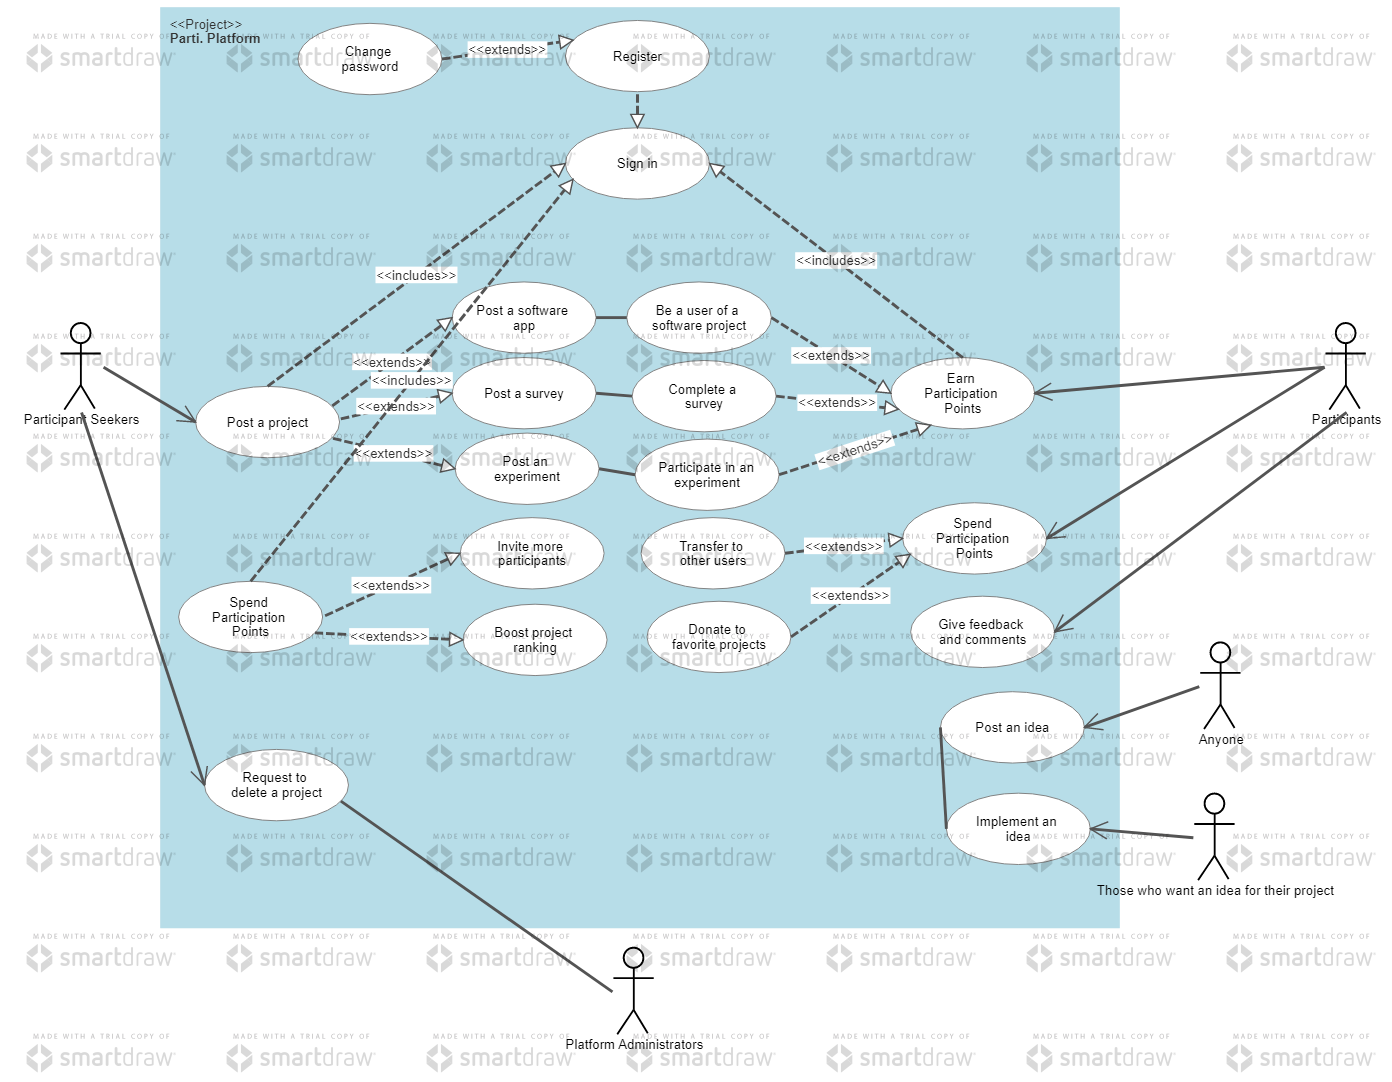 <<Project>>
Parti. Platform
Change
password
<<extends>>
Register
Sign in
<<includes>>
<<includes>>
Post a software
app
Be a user of a
software project
<<extends>>
<<extends>>
<<includes>>
Earn
Participation
Points
Post a survey
Complete a
survey
<<extends>>
<<extends>>
Participant Seekers
Participants
Post a project
<<extends>>
Post an
experiment
Participate in an
experiment
<<extends>>
Invite more
participants
Transfer to
other users
<<extends>>
Spend
Participation
Points
<<extends>>
<<extends>>
Spend
Participation
Points
<<extends>>
Boost project
ranking
Donate to
favorite projects
Give feedback
and comments
Post an idea
Anyone
Request to
delete a project
Implement an
idea
Those who want an idea for their project
Platform Administrators
MADE WITH A TRIAL COPY OF
smartdraw